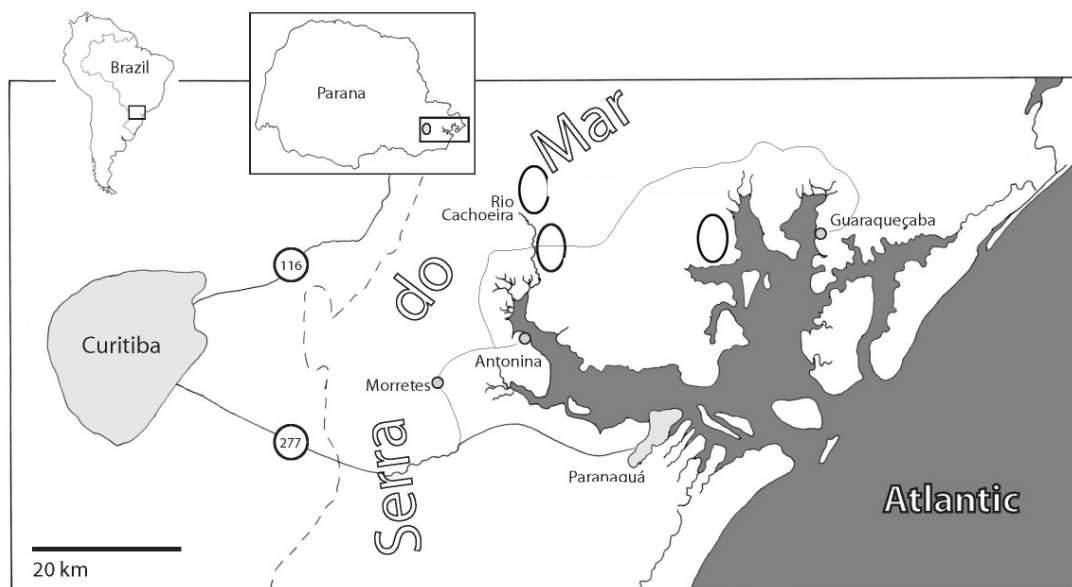 Brazil
Parana
Serra do Mar
Rio
Cachoeira
Guaraqueçaba
116
Curitiba
Antonina
Morretes
277
Paranaguá
Atlantic
20 km